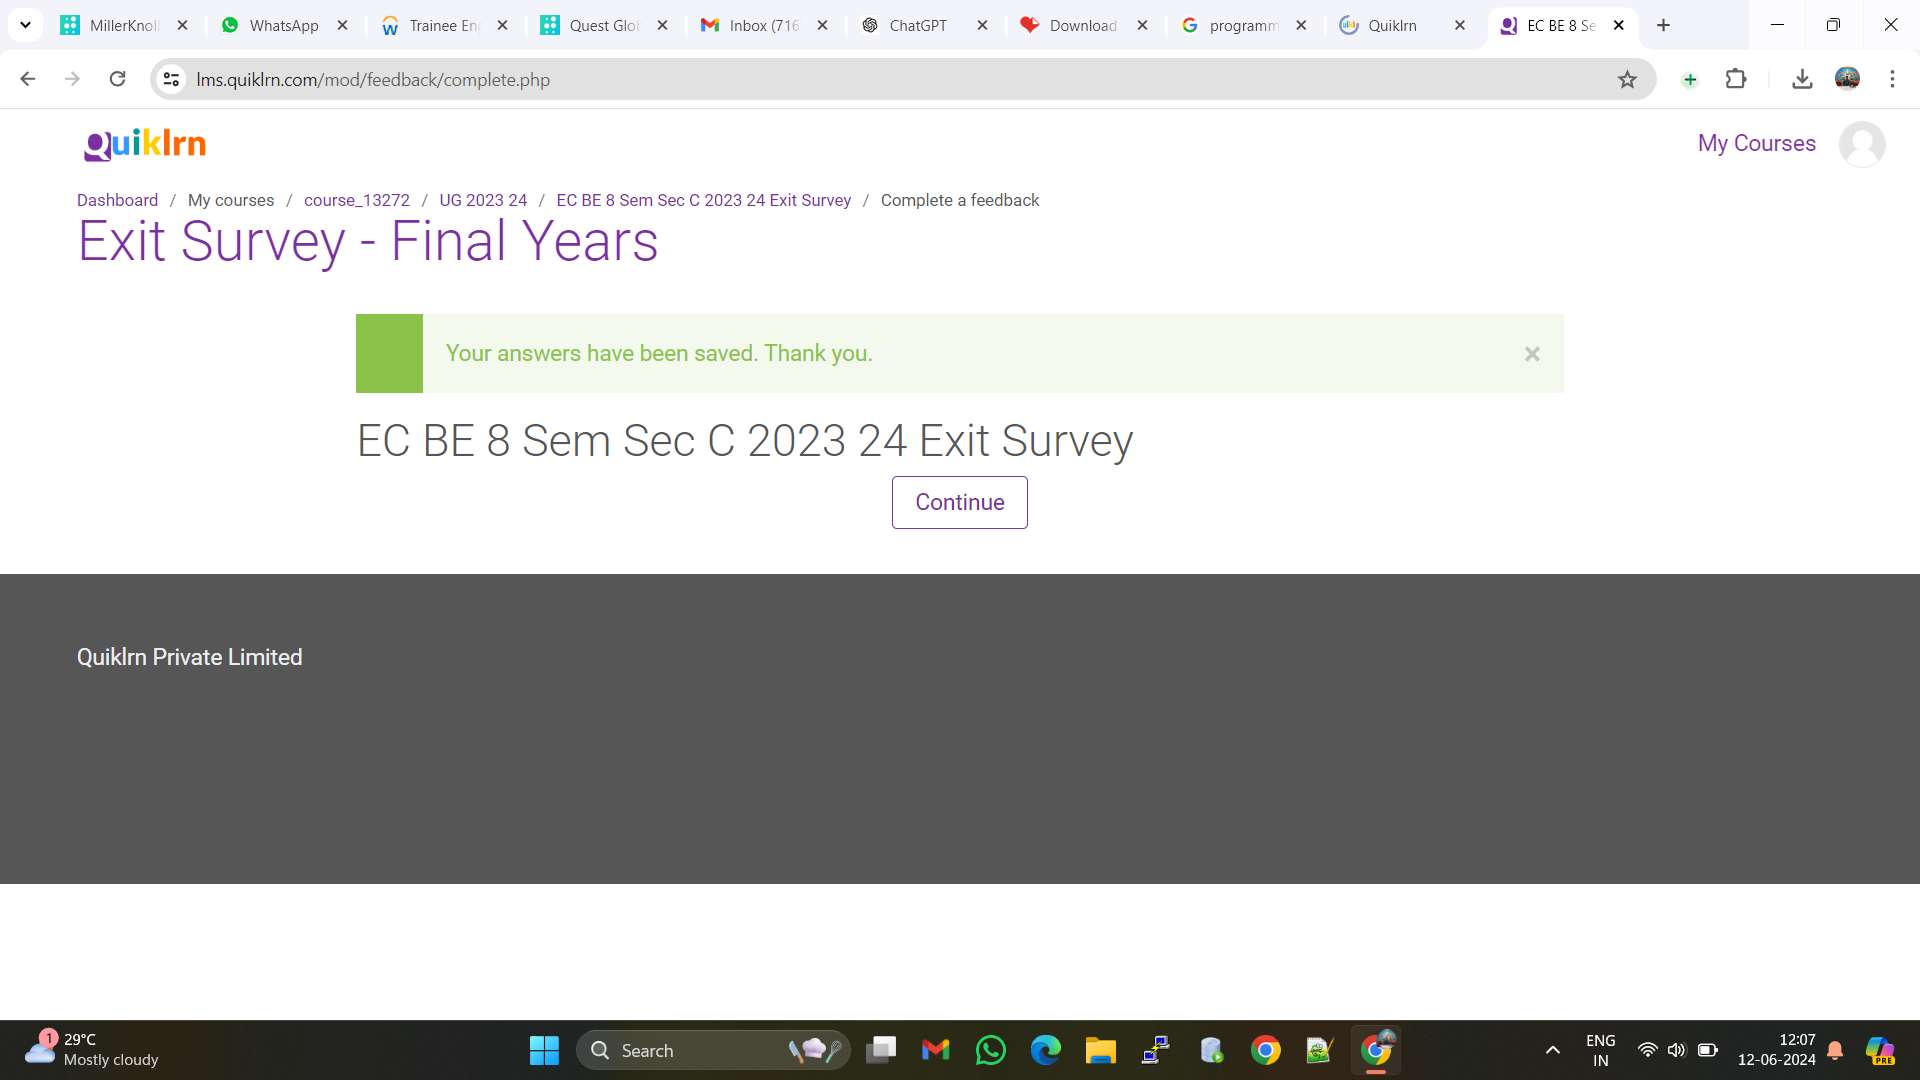 MillerKnoll
WhatsApp
Trainee Eng
Quest Glob
Inbox (716
ChatGPT
Download
programm
Quiklrn
EC BE 8 Se
lms.quiklrn.com/mod/feedback/complete.php
Quiklrn
My Courses
Dashboard / My courses / course_13272 / UG 2023 24 / EC BE 8 Sem Sec C 2023 24 Exit Survey / Complete a feedback
Exit Survey - Final Years
Your answers have been saved. Thank you.
×
EC BE 8 Sem Sec C 2023 24 Exit Survey
Continue
Quiklrn Private Limited
1
29°C
Mostly cloudy
Search
ENG
IN
12:07
12-06-2024
PRE